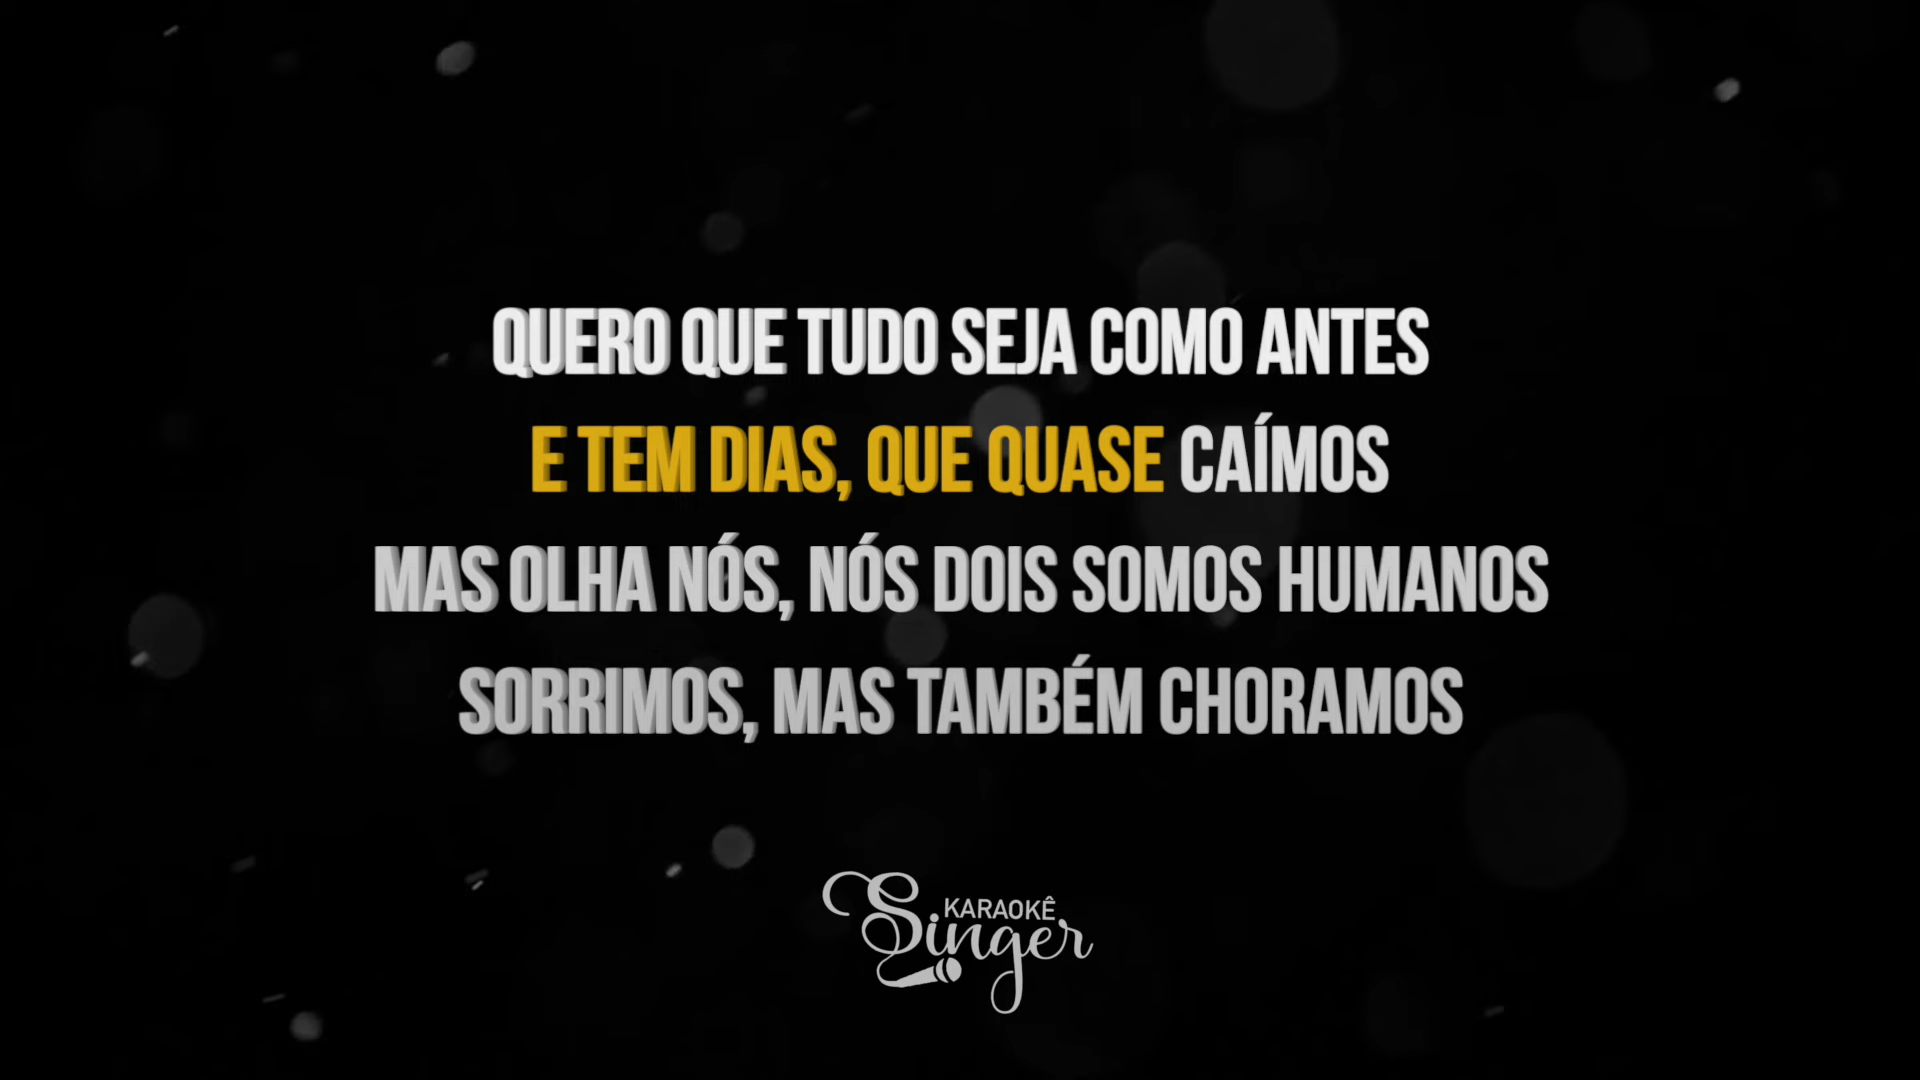 QUERO QUE TUDO SEJA COMO ANTES
E TEM DIAS, QUE QUASE CAÍMOS
MAS OLHA NÓS, NÓS DOIS SOMOS HUMANOS
SORRIMOS, MAS TAMBÉM CHORAMOS
KARAOKÊ
Singer